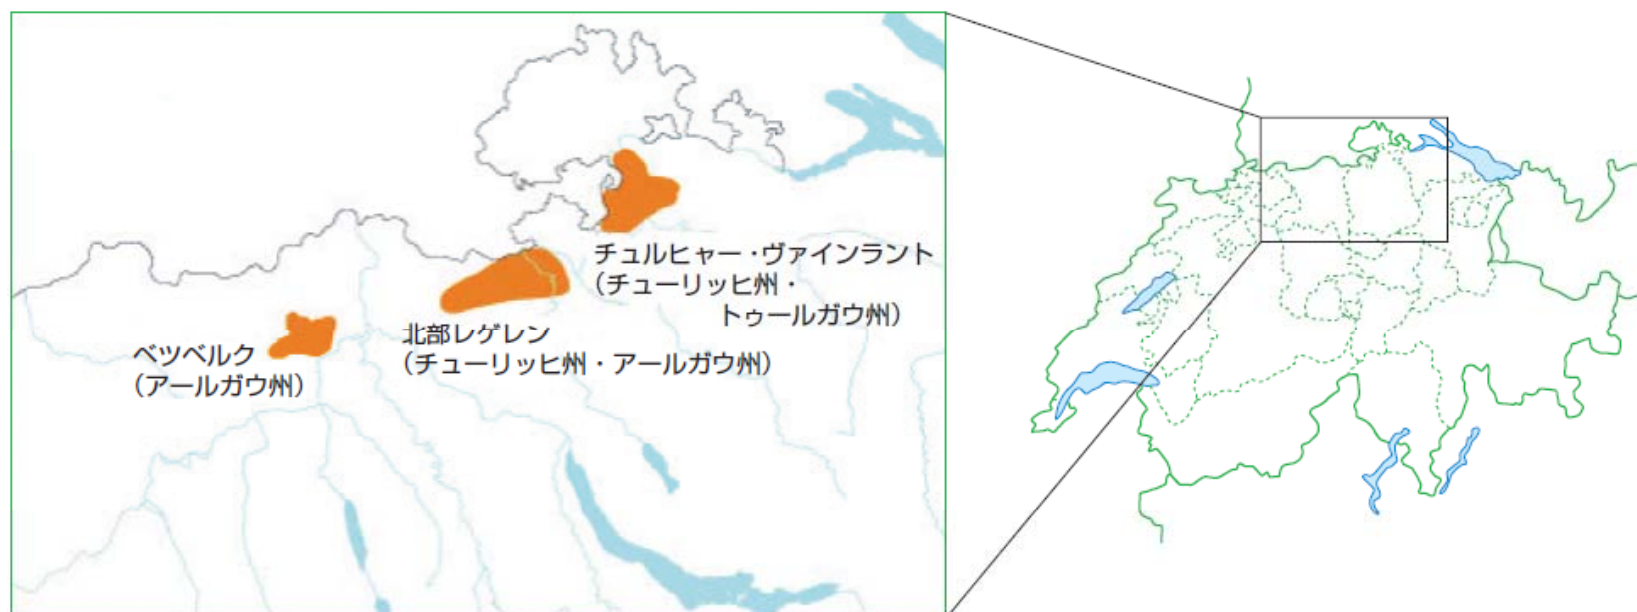 チュルヒャー・ヴァインラント
（チューリッヒ州・
トゥールガウ州）
北部レゲレン
（チューリッヒ州・アールガウ州）
ベツベルク
（アールガウ州）